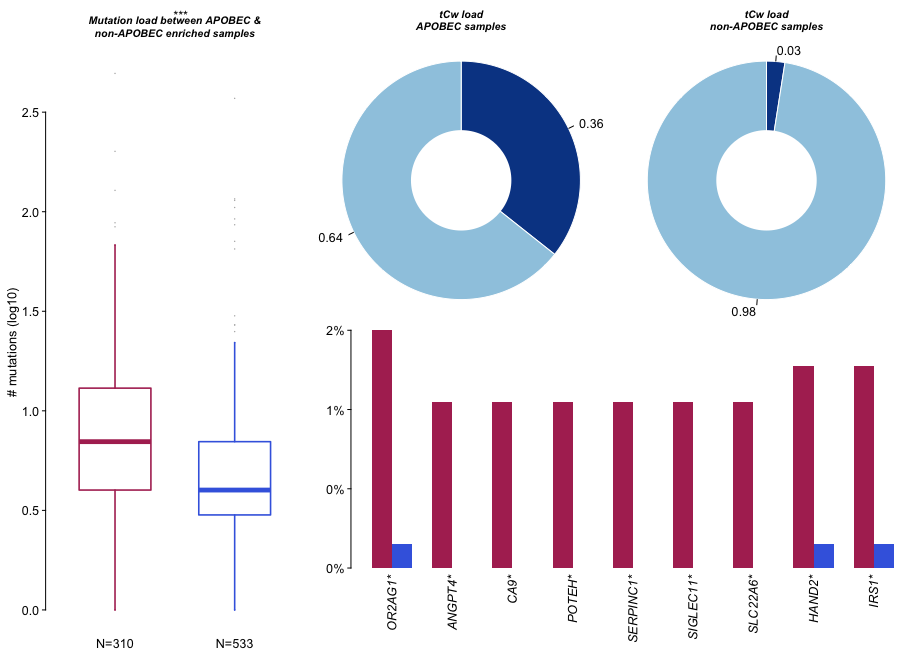 ***
Mutation load between APOBEC &
non-APOBEC enriched samples
tCw load
APOBEC samples
tCw load
non-APOBEC samples
0.36
0.64
0.03
0.98
# mutations (log10)
2.5
2.0
1.5
1.0
0.5
0.0
N=310
N=533
2%
1%
0%
0%
OR2AG1*
ANGPT4*
CA9*
POTEH*
SERPINC1*
SIGLEC11*
SLC22A6*
HAND2*
IRS1*